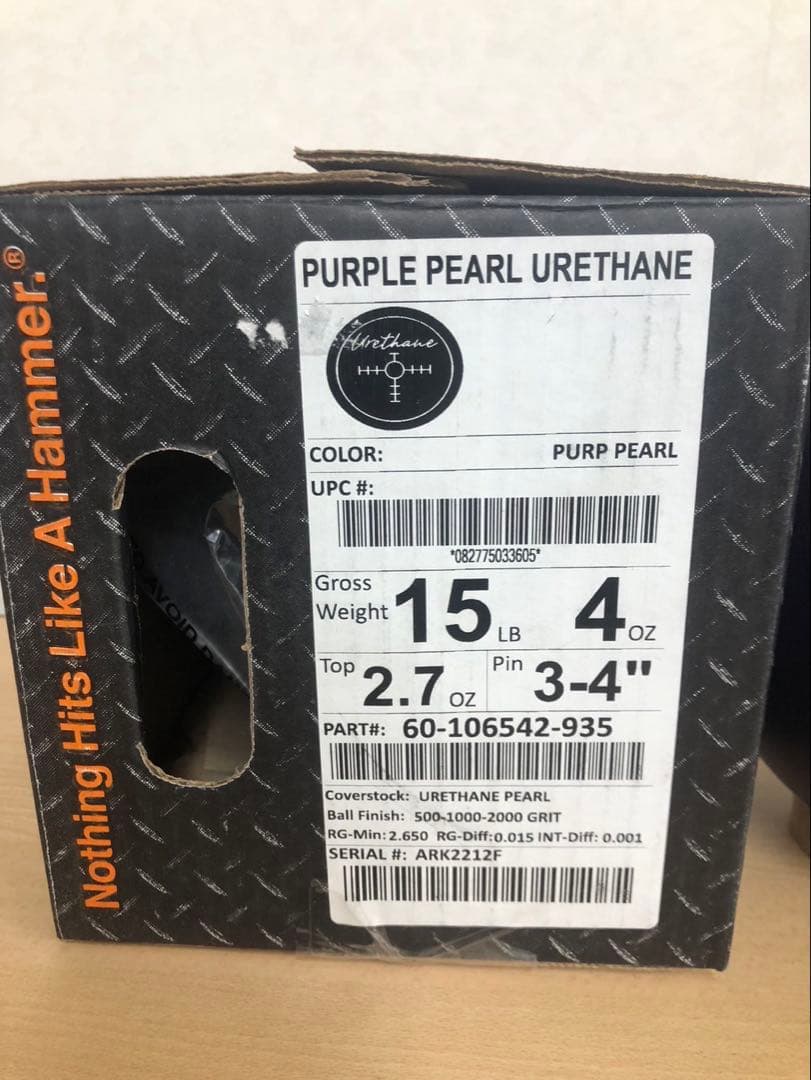 Nothing Hits Like A Hammer.®
PURPLE PEARL URETHANE
Urethane
COLOR: PURP PEARL
UPC #:
*082775033605*
Gross Weight 15 LB 4 OZ
Top 2.7 OZ Pin 3-4"
PART#: 60-106542-935
Coverstock: URETHANE PEARL
Ball Finish: 500-1000-2000 GRIT
RG-Min: 2.650 RG-Diff: 0.015 INT-Diff: 0.001
SERIAL #: ARK2212F
AVOID